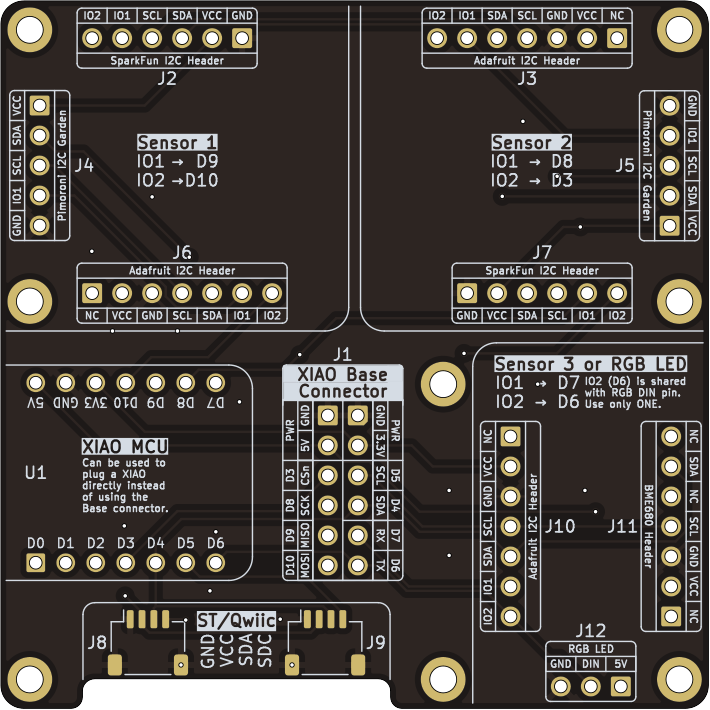 IO2 IO1 SCL SDA VCC GND
SparkFun I2C Header
J2
IO2 IO1 SCL SDA VCC GND NC
Adafruit I2C Header
J3
VCC SDA SCL IO1 GND
Pimoroni I2C Garden
J4
Sensor 1
IO1 → D9
IO2 →D10
Sensor 2
IO1 → D8
IO2 → D3
J5
Pimoroni I2C Garden
GND IO1 SCL SDA VCC
J6
Adafruit I2C Header
NC VCC GND SCL SDA IO1 IO2
J7
SparkFun I2C Header
GND VCC SDA SCL IO1 IO2
J1
XIAO Base
Connector
PWR
GND 5V CSn SCK MISO MOSI
D3 D8 D9 D10
GND 3.3V SCL SDA RX TX
PWR
D5 D4 D7 D6
5V GND 3V3 D10 D9 D8 D7
U1
XIAO MCU
Can be used to
plug a XIAO
directly instead
of using the
Base connector.
D0 D1 D2 D3 D4 D5 D6
Sensor 3 or RGB LED
IO1 → D7
IO2 → D6
IO2 (D6) is shared
with RGB DIN pin.
Use only ONE.
NC VCC GND SCL SDA IO1 IO2
Adafruit I2C Header
J10
J11
BME680 Header
NC SDA NC SCL GND VCC NC
J8
ST/Qwiic
GND
VCC
SDA
SDC
J9
J12
RGB LED
GND DIN 5V